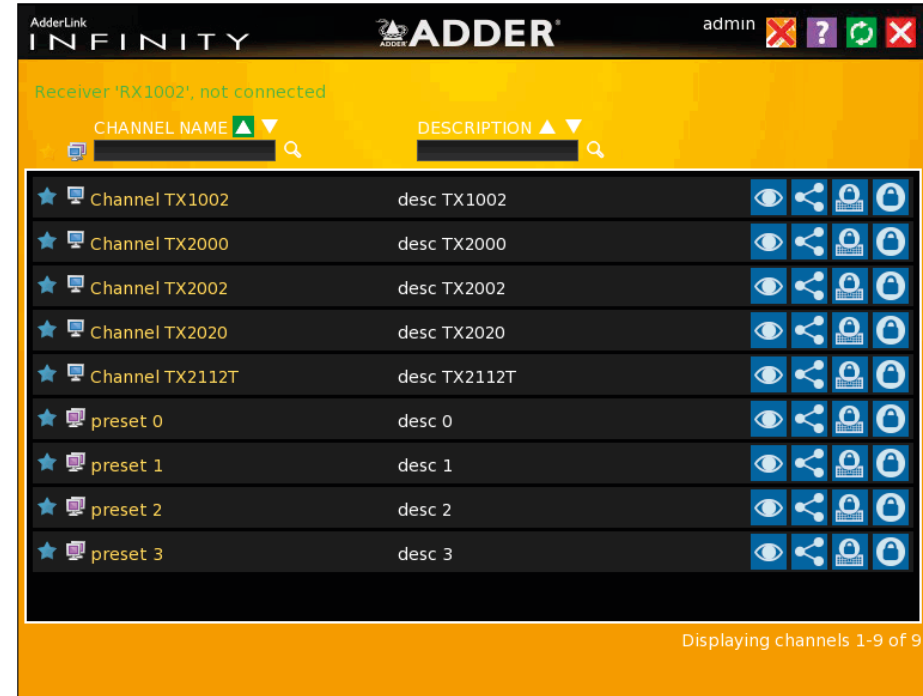 AdderLink
INFINITY
ADDER
ADDER®
admin
?
Receiver 'RX1002', not connected
CHANNEL NAME
DESCRIPTION
Channel TX1002 desc TX1002
Channel TX2000 desc TX2000
Channel TX2002 desc TX2002
Channel TX2020 desc TX2020
Channel TX2112T desc TX2112T
preset 0 desc 0
preset 1 desc 1
preset 2 desc 2
preset 3 desc 3
Displaying channels 1-9 of 9